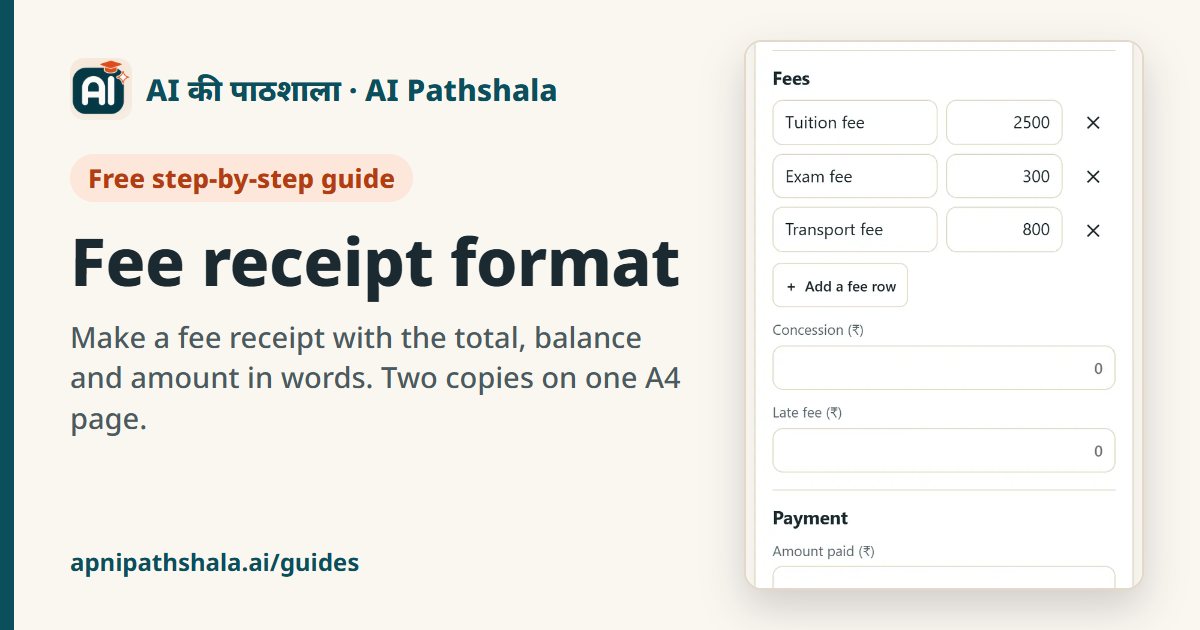 AI
AI की पाठशाला · AI Pathshala
Free step-by-step guide
Fee receipt format
Make a fee receipt with the total, balance
and amount in words. Two copies on one A4
page.
apnipathshala.ai/guides
Fees
Tuition fee 2500 ×
Exam fee 300 ×
Transport fee 800 ×
+ Add a fee row
Concession (₹)
0
Late fee (₹)
0
Payment
Amount paid (₹)